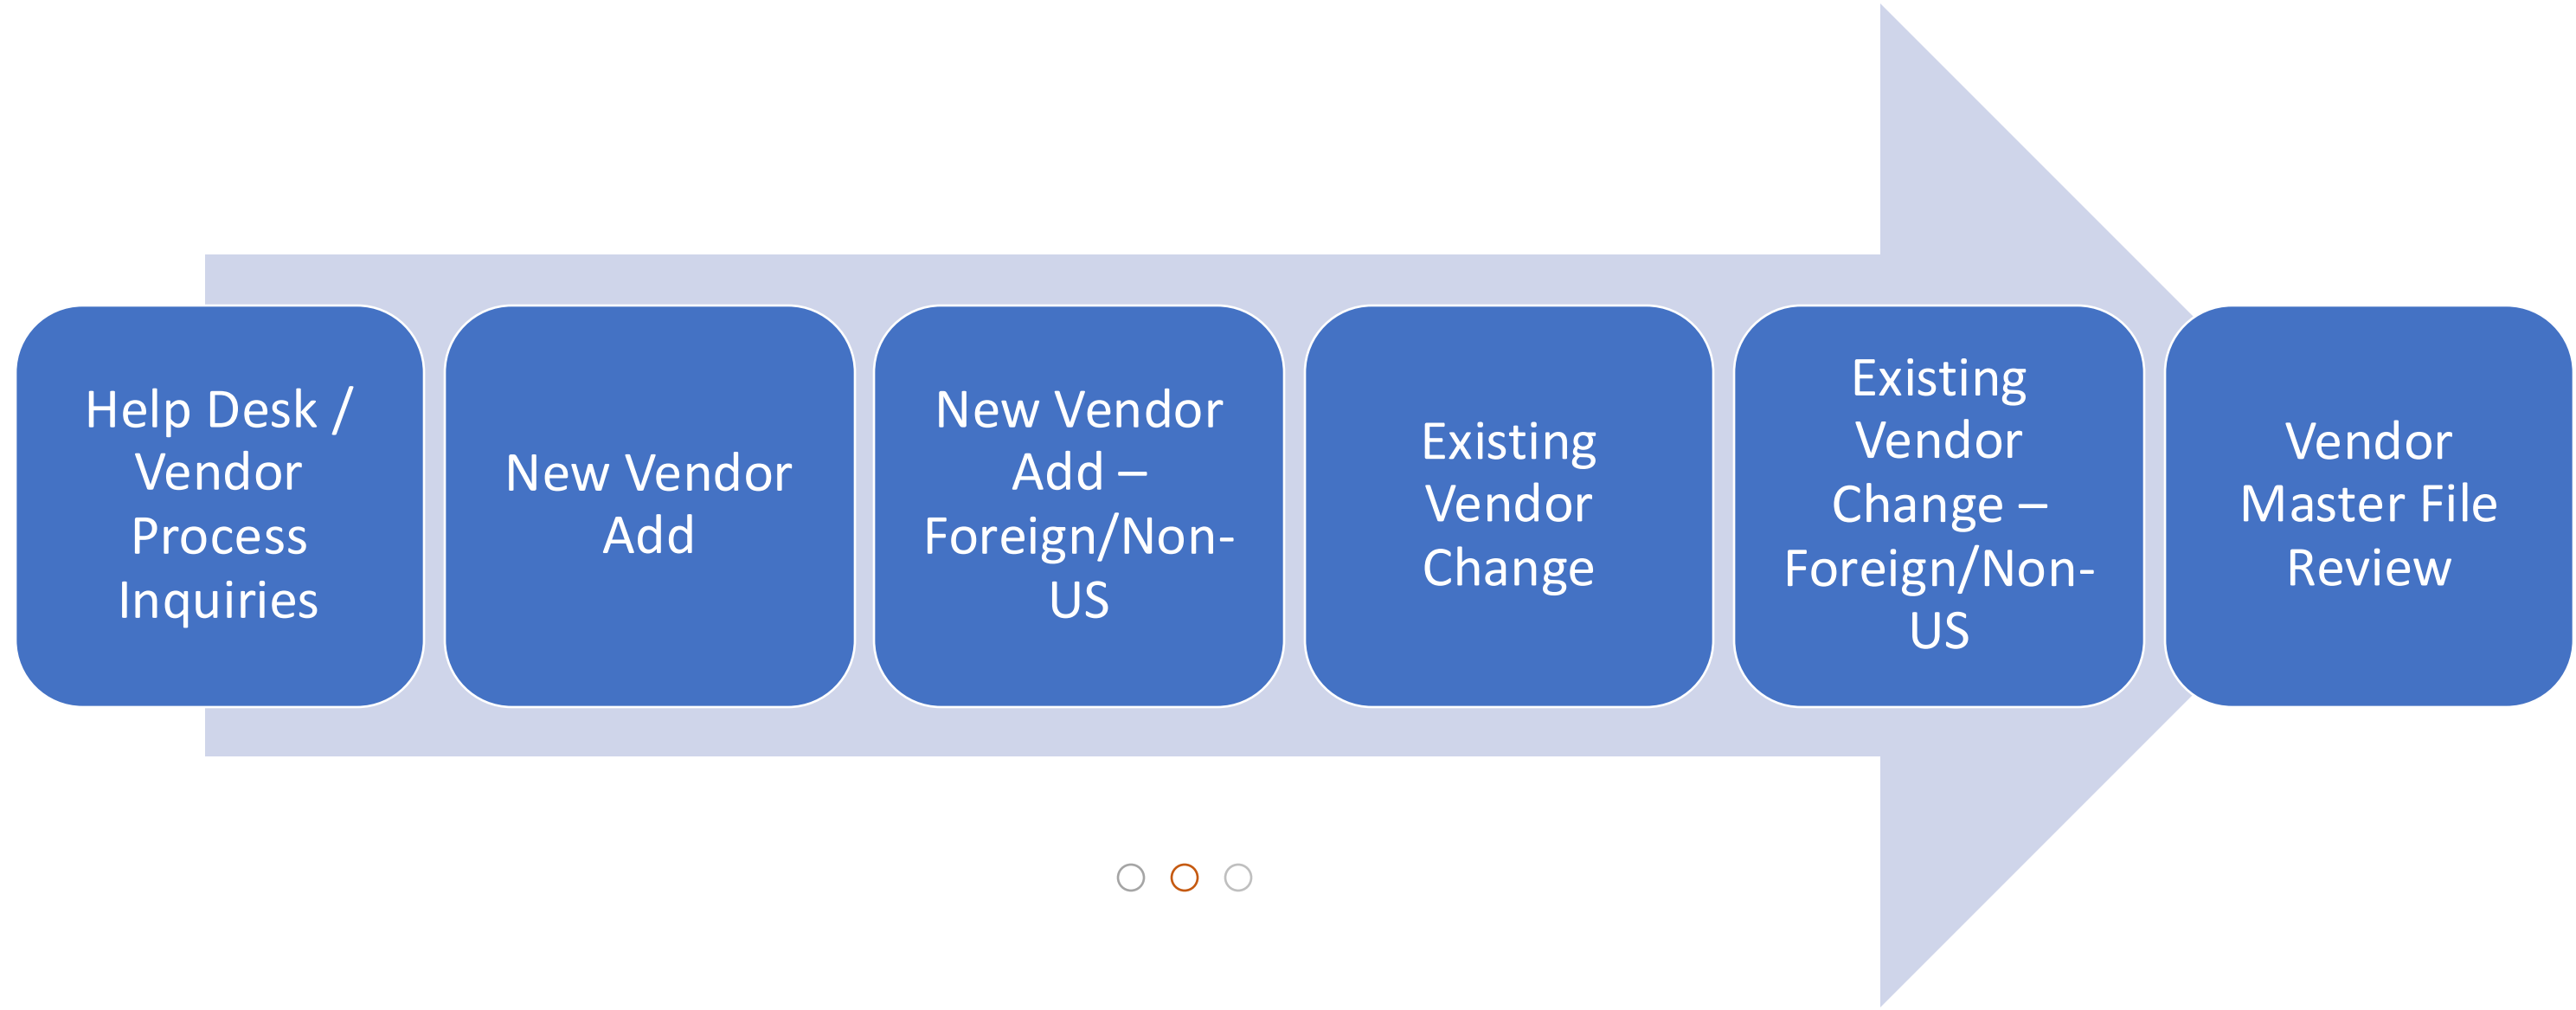 Help Desk /
Vendor
Process
Inquiries
New Vendor
Add
New Vendor
Add –
Foreign/Non-
US
Existing
Vendor
Change
Existing
Vendor
Change –
Foreign/Non-
US
Vendor
Master File
Review